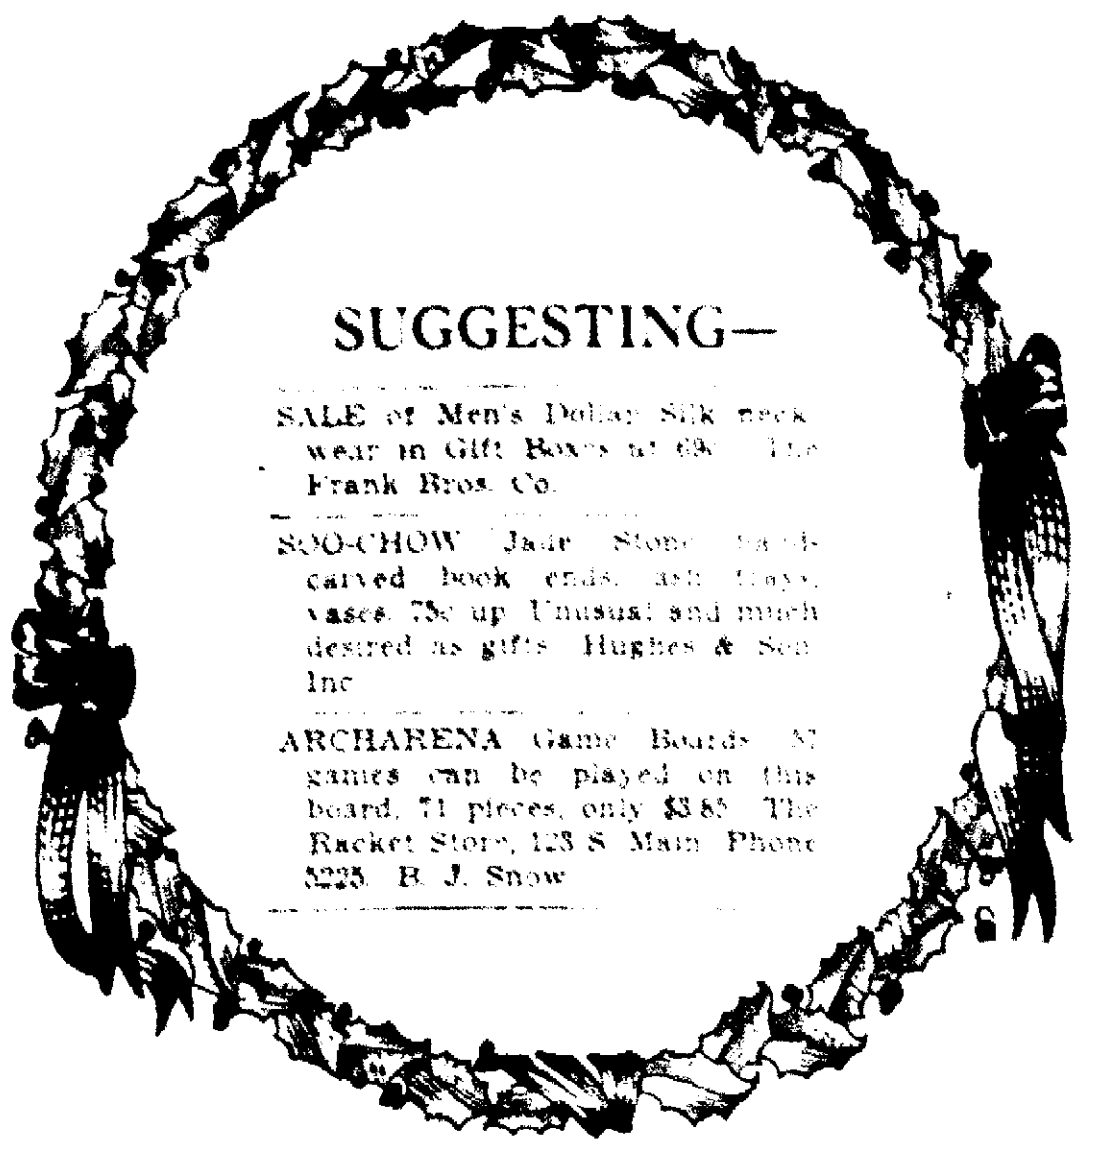 SUGGESTING—
SALE of Men's Dollar Silk neck
wear in Gift Boxes at 69c The
Frank Bros. Co.
SOO-CHOW Jade Stone hand-
carved book ends, ash trays,
vases, 75c up Unusual and much
desired as gifts Hughes & Son
Inc
ARCHARENA Game Boards 57
games can be played on this
board, 71 pieces, only $3.85 The
Racket Store, 123 S Main Phone
5225. B. J. Snow